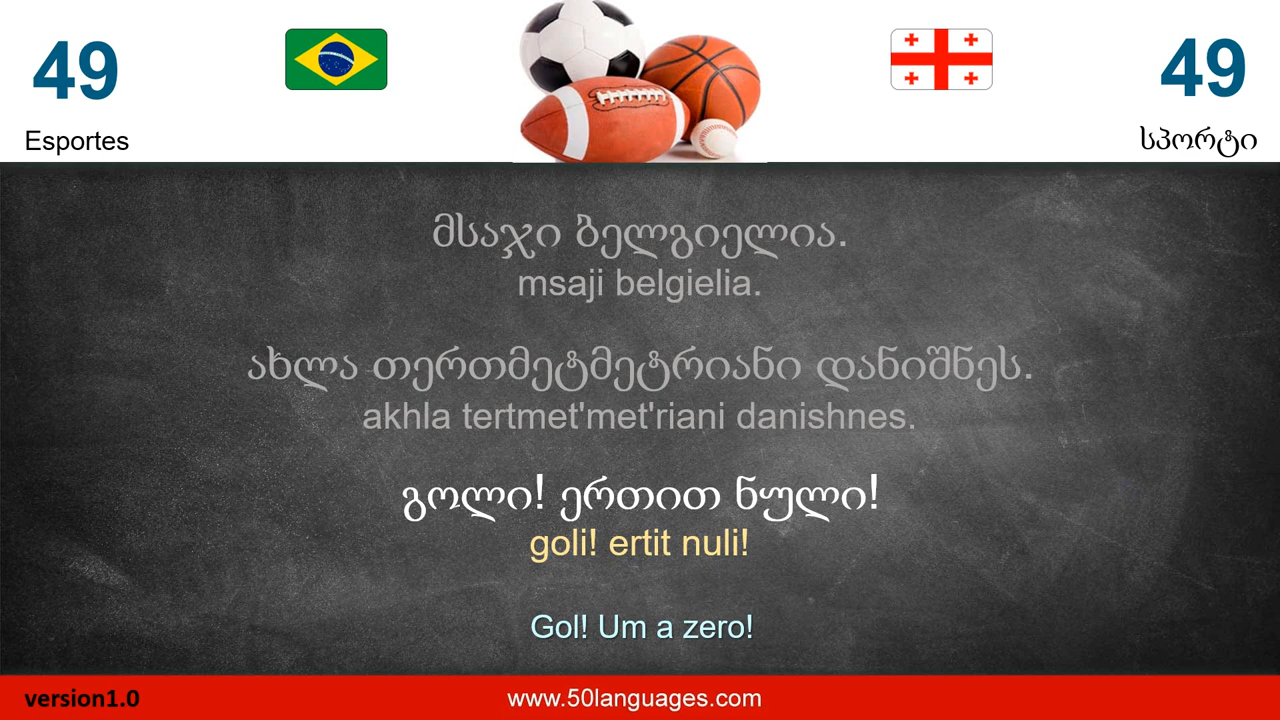 49
49
Esportes
სპორტი
მსაჯი ბელგიელია.
msaji belgielia.
ახლა თერთმეტმეტრიანი დანიშნეს.
akhla tertmet'met'riani danishnes.
გოლი! ერთით ნული!
goli! ertit nuli!
Gol! Um a zero!
version1.0
www.50languages.com